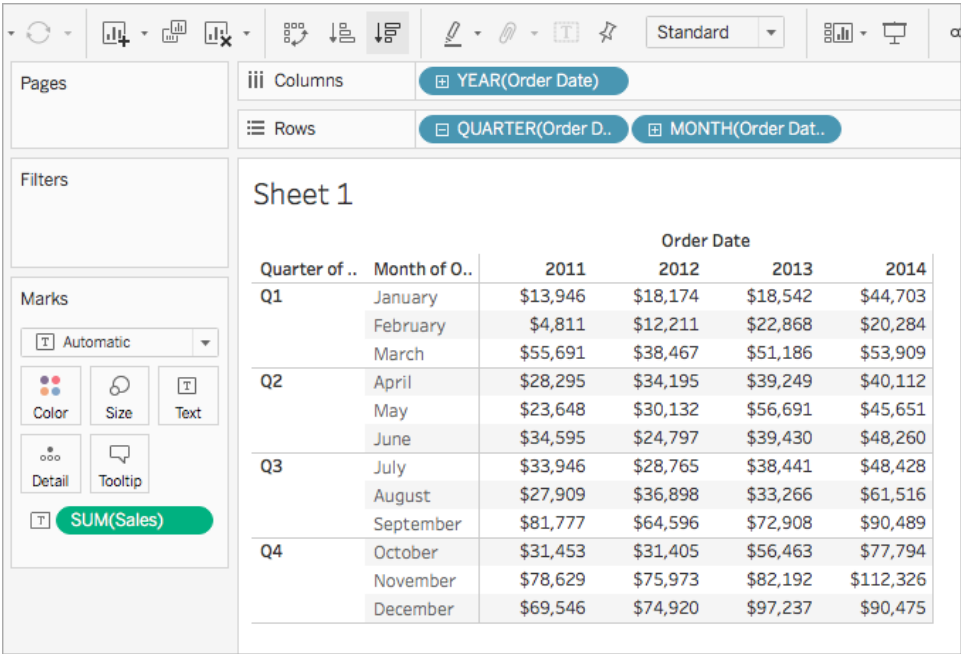 Standard
Pages
iii Columns
YEAR(Order Date)
Rows
QUARTER(Order D..
MONTH(Order Dat..
Filters
Sheet 1
Order Date
Quarter of .. Month of O.. 2011 2012 2013 2014
Q1 January $13,946 $18,174 $18,542 $44,703
February $4,811 $12,211 $22,868 $20,284
March $55,691 $38,467 $51,186 $53,909
Q2 April $28,295 $34,195 $39,249 $40,112
May $23,648 $30,132 $56,691 $45,651
June $34,595 $24,797 $39,430 $48,260
Q3 July $33,946 $28,765 $38,441 $48,428
August $27,909 $36,898 $33,266 $61,516
September $81,777 $64,596 $72,908 $90,489
Q4 October $31,453 $31,405 $56,463 $77,794
November $78,629 $75,973 $82,192 $112,326
December $69,546 $74,920 $97,237 $90,475
Marks
T Automatic
Color Size Text
Detail Tooltip
T SUM(Sales)